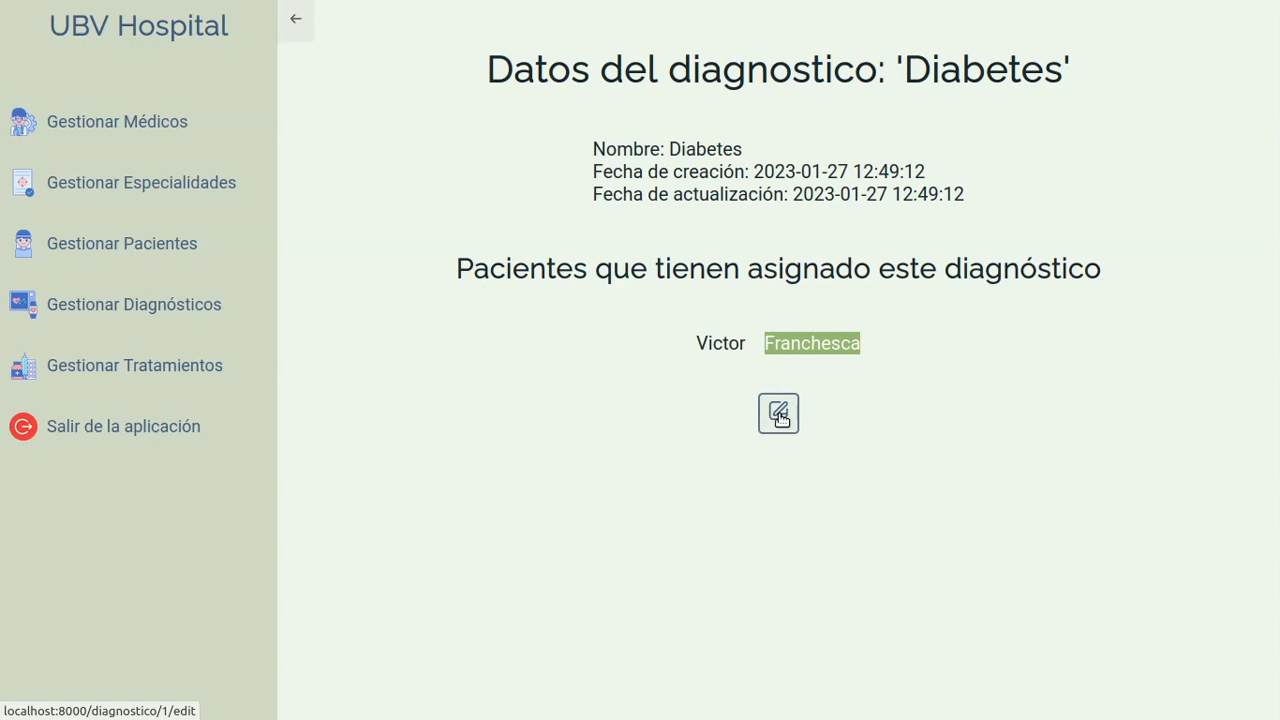 UBV Hospital
Gestionar Médicos
Gestionar Especialidades
Gestionar Pacientes
Gestionar Diagnósticos
Gestionar Tratamientos
Salir de la aplicación
Datos del diagnostico: 'Diabetes'
Nombre: Diabetes
Fecha de creación: 2023-01-27 12:49:12
Fecha de actualización: 2023-01-27 12:49:12
Pacientes que tienen asignado este diagnóstico
Victor Franchesca
localhost:8000/diagnostico/1/edit